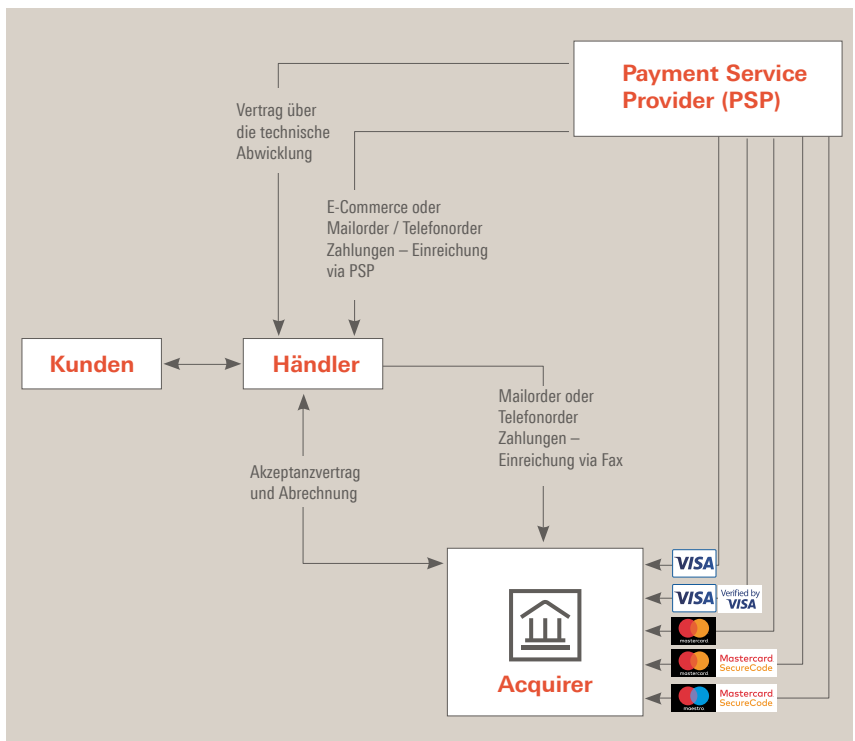 Payment Service
Provider (PSP)
Vertrag über
die technische
Abwicklung
E-Commerce oder
Mailorder / Telefonorder
Zahlungen – Einreichung
via PSP
Kunden
Händler
Mailorder oder
Telefonorder
Zahlungen –
Einreichung via Fax
Akzeptanzvertrag
und Abrechnung
Acquirer
VISA
VISA
Verified by
VISA
mastercard
mastercard
Mastercard
SecureCode
maestro
Mastercard
SecureCode